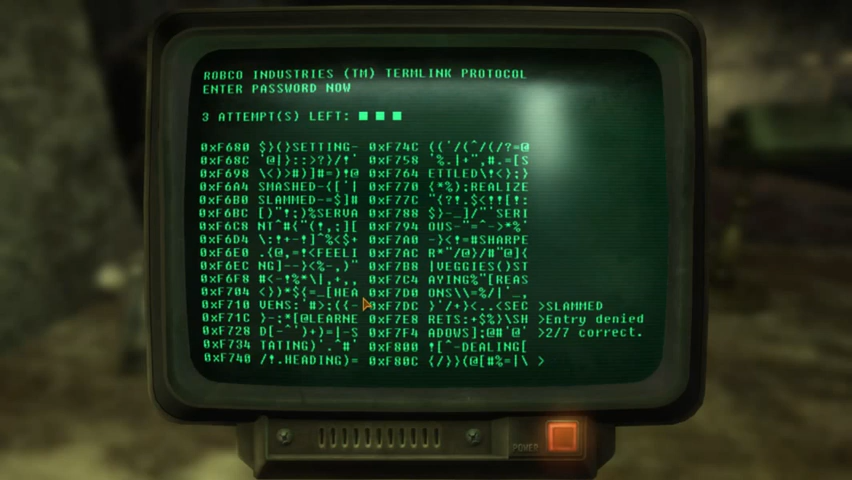 ROBCO INDUSTRIES (TM) TERMLINK PROTOCOL
ENTER PASSWORD NOW
3 ATTEMPT(S) LEFT: ■ ■ ■
0xF680 $}(}SETTING- 0xF74C {('/(^/(/?=@
0xF68C '@|}::>?}/!' 0xF758 '%.|+",#.=[S
0xF698 \<)>#)]#=)!@ 0xF764 ETTLED\!<);}
0xF6A4 SMASHED-{['| 0xF770 {*%);REALIZE
0xF6B0 SLAMMED-=$]# 0xF77C "{?!,$<!![!:
0xF6BC [)"!;)%SERVA 0xF788 $}-_]/"`SERI
0xF6C8 NT^#{"(!,;][ 0xF794 OUS-"=^->*%'
0xF6D4 \:!+-!]^%<$+ 0xF7A0 -}<!=#SHARPE
0xF6E0 .{@,=!<FEELI 0xF7AC R*"/@}/#"@]{
0xF6EC NG]--}<%-,)" 0xF7B8 |VEGGIES()ST
0xF6F8 #<-!%*\|,+,, 0xF7C4 AYING%"[REAS
0xF704 <})*${=_[HEA 0xF7D0 ONS\\=%/|'_,
0xF710 VENS:'#>;({- 0xF7DC }'/+}<..<SEC >SLAMMED
0xF71C }-:*[@LEARNE 0xF7E8 RETS:+$%}\SH >Entry denied
0xF728 D[-^')+)=|-S 0xF7F4 ADOWS];@#'@' >2/7 correct.
0xF734 TATING)'.^#' 0xF800 ![^-DEALING[
0xF740 /!.HEADING)= 0xF80C {/}}(@[#%=|\ >
POWER